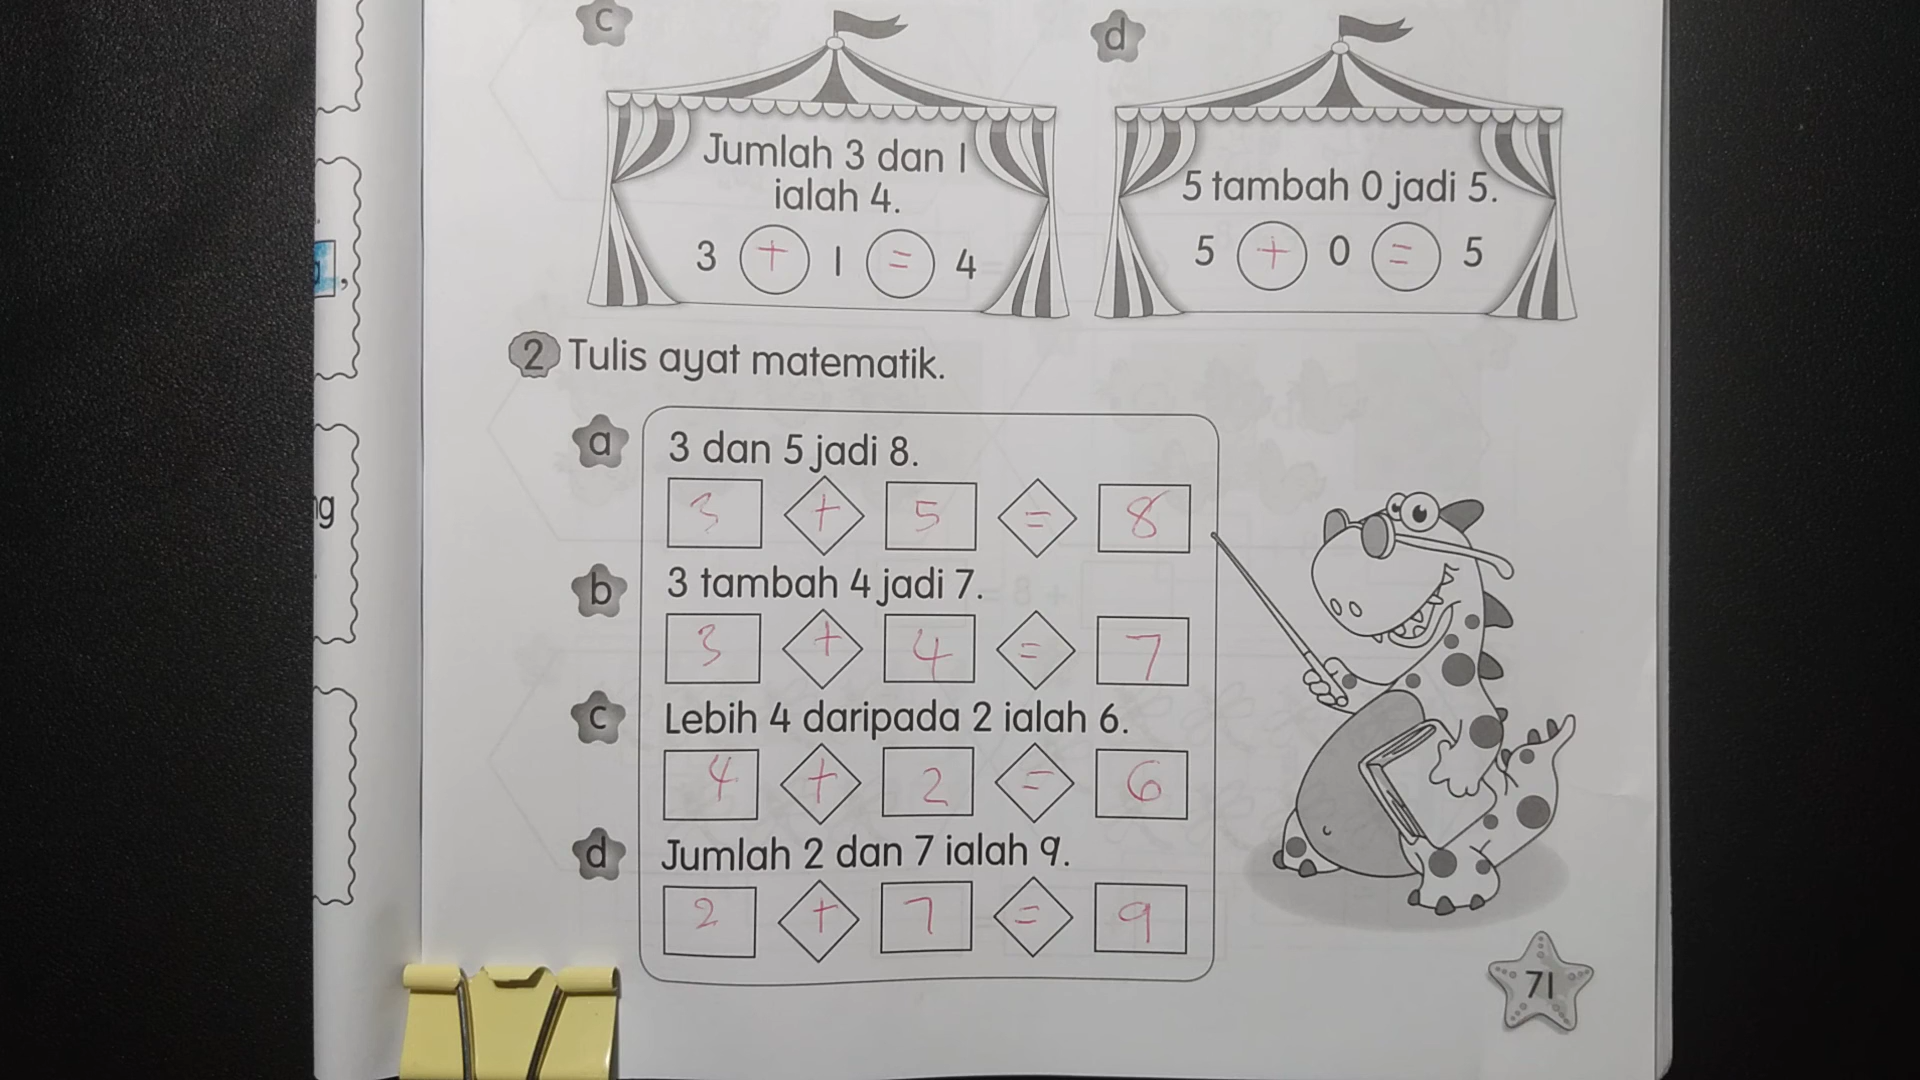 c
d
Jumlah 3 dan 1
ialah 4.
3 + 1 = 4
5 tambah 0 jadi 5.
5 + 0 = 5
2 Tulis ayat matematik.
a 3 dan 5 jadi 8.
3 + 5 = 8
b 3 tambah 4 jadi 7.
3 + 4 = 7
c Lebih 4 daripada 2 ialah 6.
4 + 2 = 6
d Jumlah 2 dan 7 ialah 9.
2 + 7 = 9
71